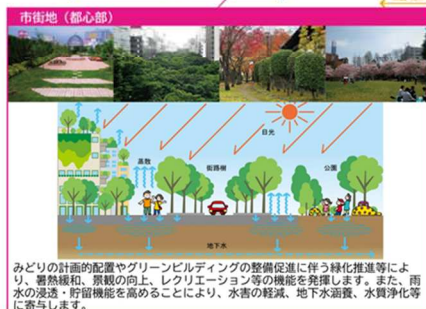 市街地（都心部）
日光
蒸散
街路樹
公園
地下水
みどりの計画的配置やグリーンビルディングの整備促進に伴う緑化推進等によ
り、暑熱緩和、景観の向上、レクリエーション等の機能を発揮します。また、雨
水の浸透・貯留機能を高めることにより、水害の軽減、地下水涵養、水質浄化等
に寄与します。